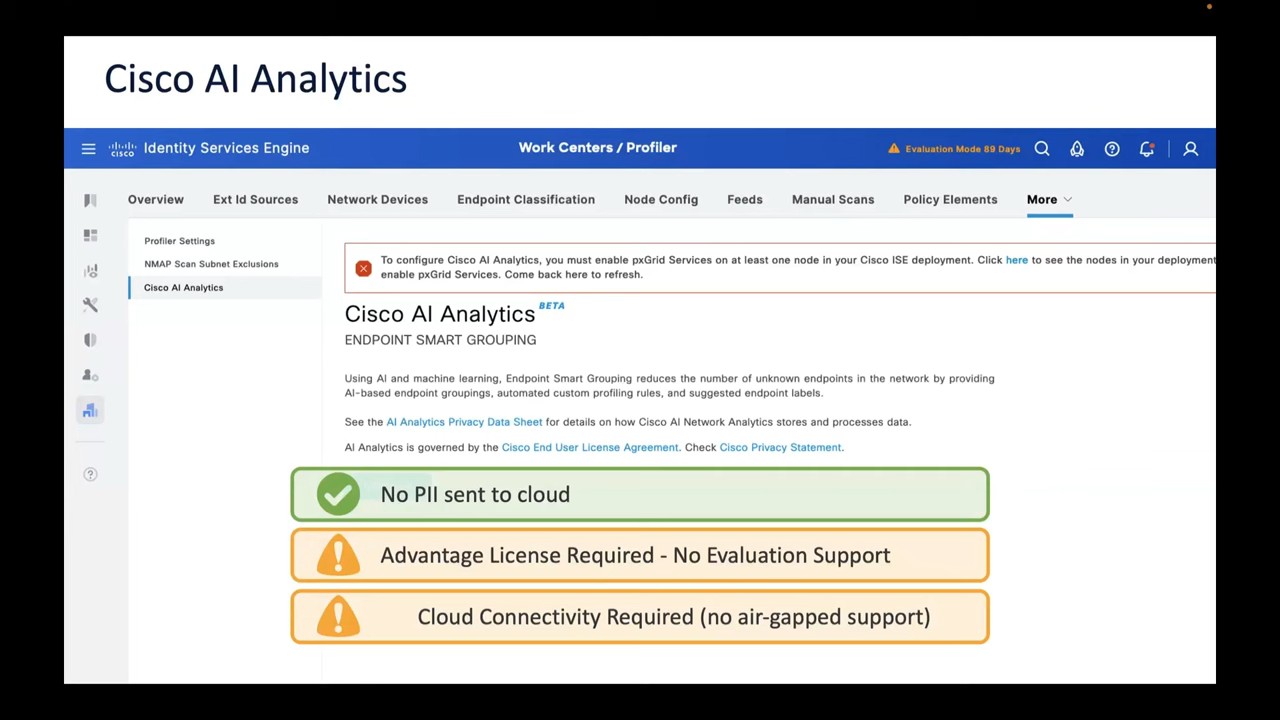 Cisco AI Analytics
CISCO
Identity Services Engine
Work Centers / Profiler
Evaluation Mode 89 Days
Overview
Ext Id Sources
Network Devices
Endpoint Classification
Node Config
Feeds
Manual Scans
Policy Elements
More
Profiler Settings
NMAP Scan Subnet Exclusions
Cisco AI Analytics
To configure Cisco AI Analytics, you must enable pxGrid Services on at least one node in your Cisco ISE deployment. Click here to see the nodes in your deployment
enable pxGrid Services. Come back here to refresh.
Cisco AI Analytics BETA
ENDPOINT SMART GROUPING
Using AI and machine learning, Endpoint Smart Grouping reduces the number of unknown endpoints in the network by providing
AI-based endpoint groupings, automated custom profiling rules, and suggested endpoint labels.
See the AI Analytics Privacy Data Sheet for details on how Cisco AI Network Analytics stores and processes data.
AI Analytics is governed by the Cisco End User License Agreement. Check Cisco Privacy Statement.
No PII sent to cloud
Advantage License Required - No Evaluation Support
Cloud Connectivity Required (no air-gapped support)